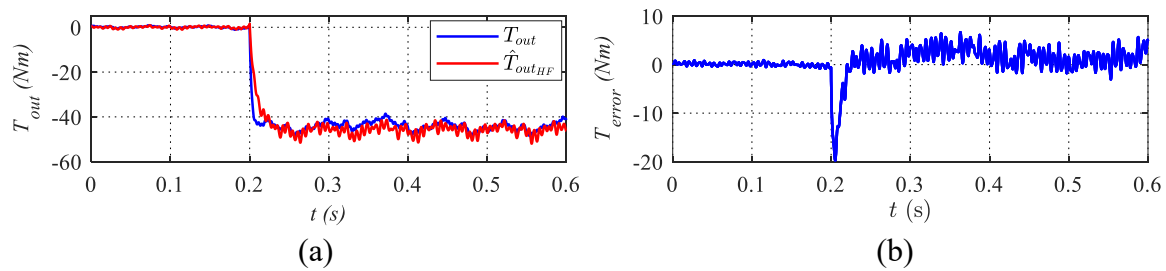 0
-20
-40
-60
T_out (Nm)
0 0.1 0.2 0.3 0.4 0.5 0.6
t (s)
T_out
T̂_out_HF
(a)
10
0
-10
-20
T_error (Nm)
0 0.1 0.2 0.3 0.4 0.5 0.6
t (s)
(b)